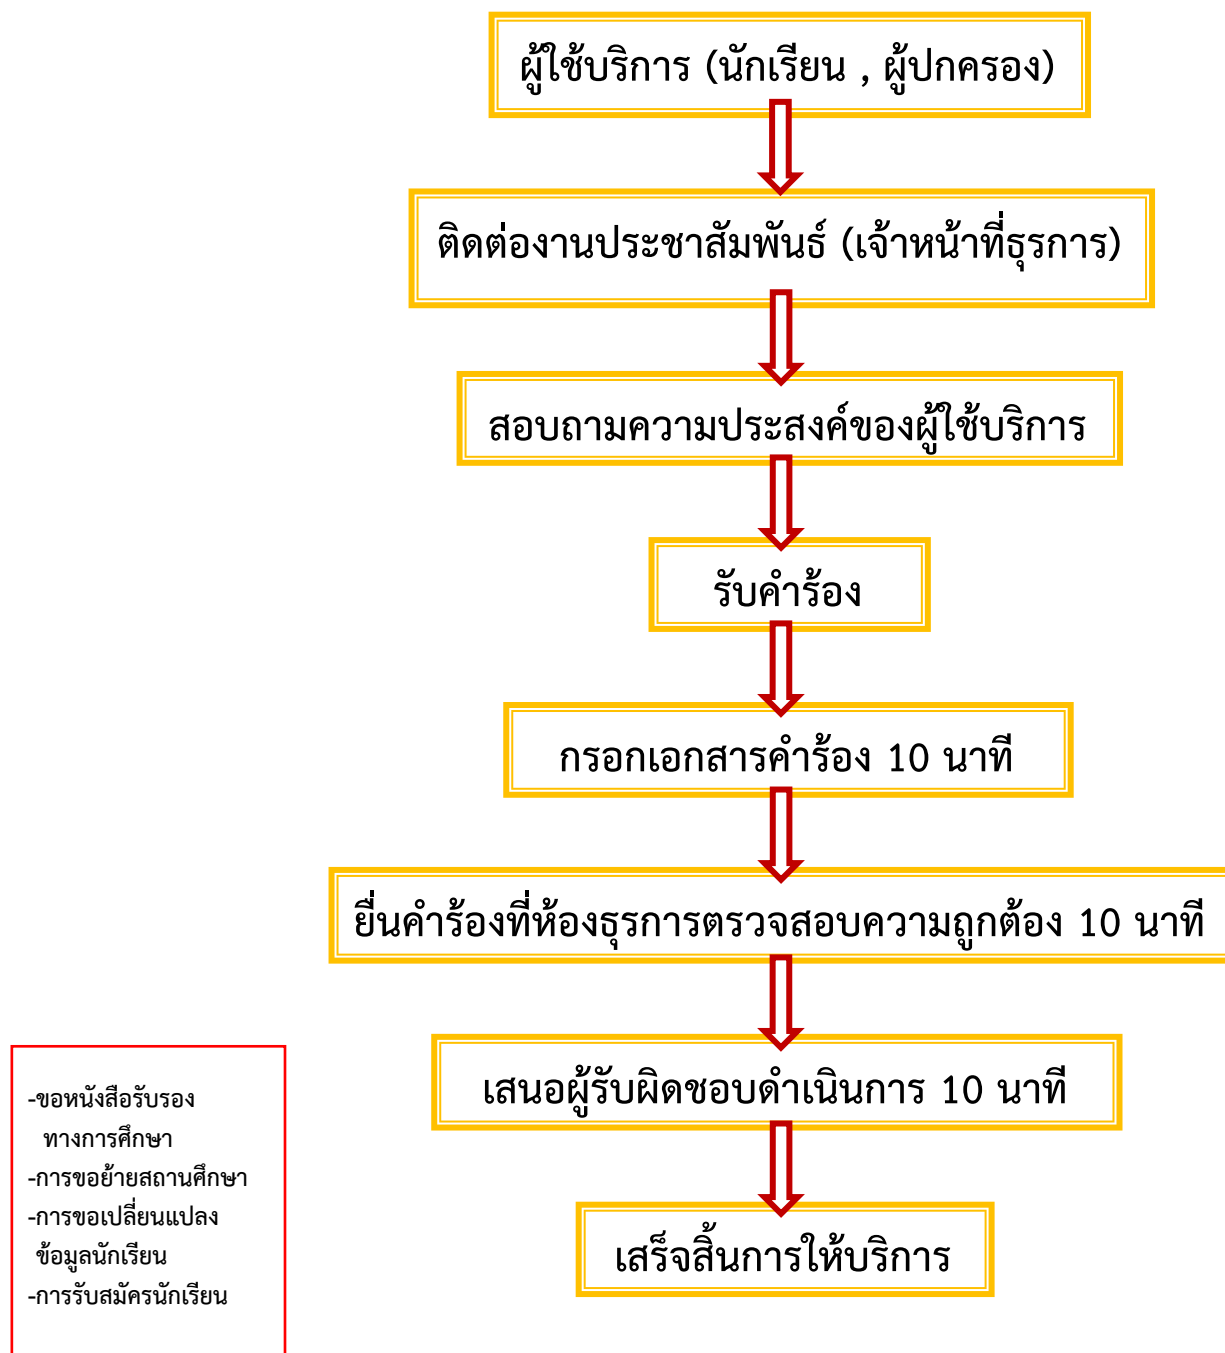 ผู้ใช้บริการ (นักเรียน , ผู้ปกครอง)
ติดต่องานประชาสัมพันธ์ (เจ้าหน้าที่ธุรการ)
สอบถามความประสงค์ของผู้ใช้บริการ
รับคำร้อง
กรอกเอกสารคำร้อง 10 นาที
ยื่นคำร้องที่ห้องธุรการตรวจสอบความถูกต้อง 10 นาที
เสนอผู้รับผิดชอบดำเนินการ 10 นาที
เสร็จสิ้นการให้บริการ
-ขอหนังสือรับรอง
ทางการศึกษา
-การขอย้ายสถานศึกษา
-การขอเปลี่ยนแปลง
ข้อมูลนักเรียน
-การรับสมัครนักเรียน